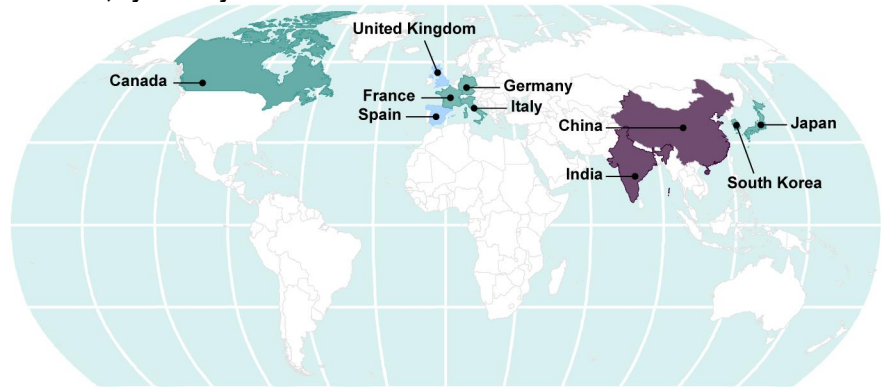 United Kingdom
Canada
Germany
France
Italy
Spain
China
Japan
India
South Korea